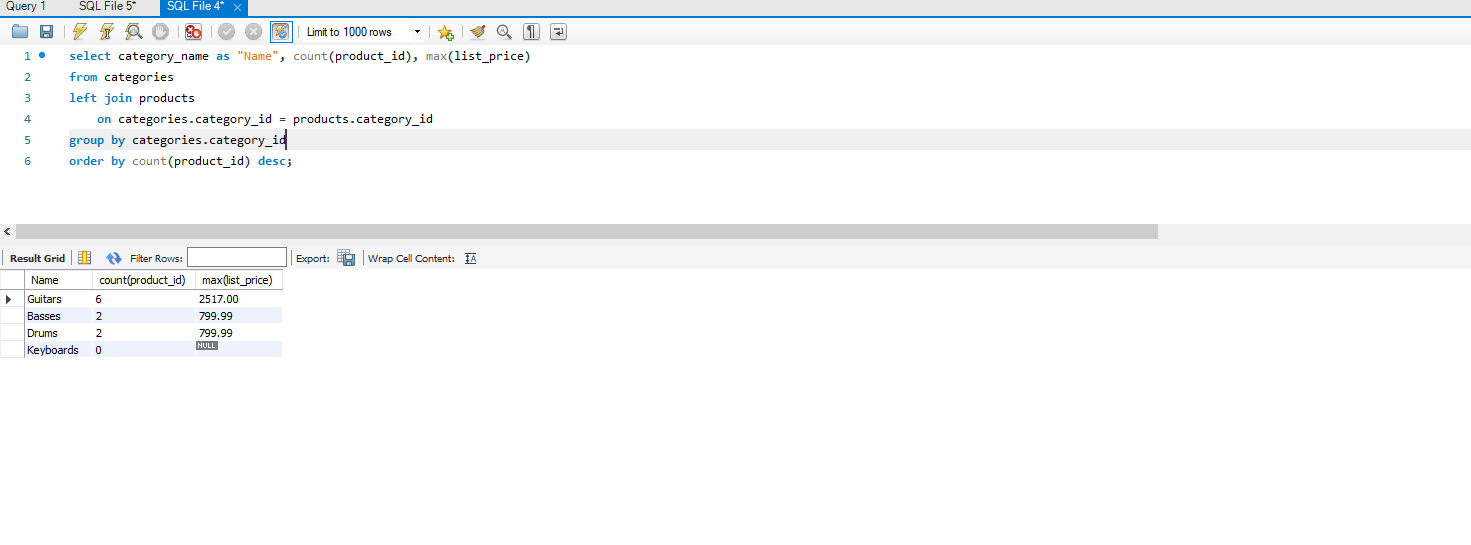 Query 1 SQL File 5* SQL File 4*
Limit to 1000 rows
1 select category_name as "Name", count(product_id), max(list_price)
2 from categories
3 left join products
4 on categories.category_id = products.category_id
5 group by categories.category_id
6 order by count(product_id) desc;
Result Grid Filter Rows: Export: Wrap Cell Content: IA
Name count(product_id) max(list_price)
Guitars 6 2517.00
Basses 2 799.99
Drums 2 799.99
Keyboards 0 NULL